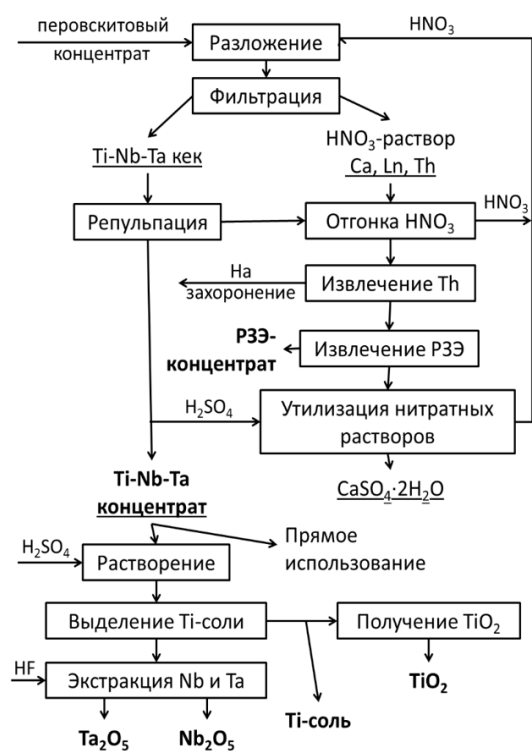 перовскитовый
концентрат
Разложение
HNO₃
Фильтрация
Ti-Nb-Ta кек
HNO₃-раствор
Ca, Ln, Th
Репульпация
Отгонка HNO₃
HNO₃
На
захоронение
Извлечение Th
РЗЭ-
концентрат
Извлечение РЗЭ
H₂SO₄
Утилизация нитратных
растворов
Ti-Nb-Ta
концентрат
CaSO₄·2H₂O
H₂SO₄
Растворение
Прямое
использование
Выделение Ti-соли
Получение TiO₂
HF
Экстракция Nb и Ta
TiO₂
Ti-соль
Ta₂O₅
Nb₂O₅